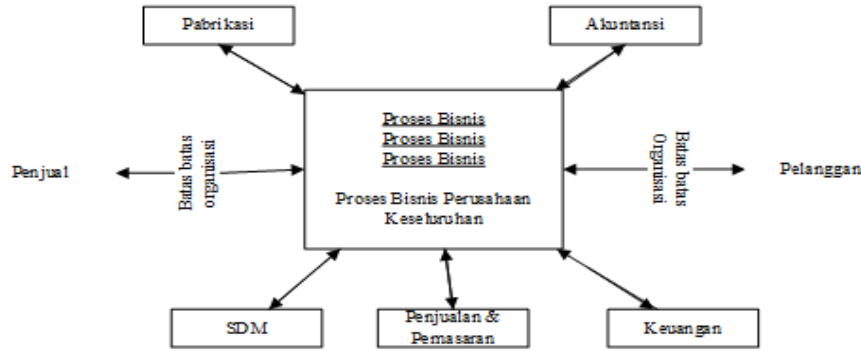 Pabrikasi
Akuntansi
Proses Bisnis
Proses Bisnis
Proses Bisnis
Proses Bisnis Perusahaan
Keseluruhan
Penjual
Batas batas
organisasi
Batas batas
Organisasi
Pelanggan
SDM
Penjualan &
Pemasaran
Keuangan